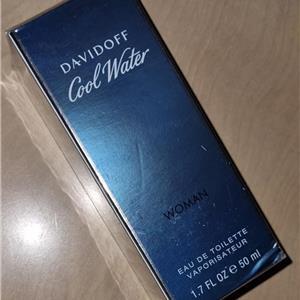 DAVIDOFF
Cool Water
WOMAN
EAU DE TOILETTE
VAPORISATEUR
1.7 FL OZ ℮ 50 ml